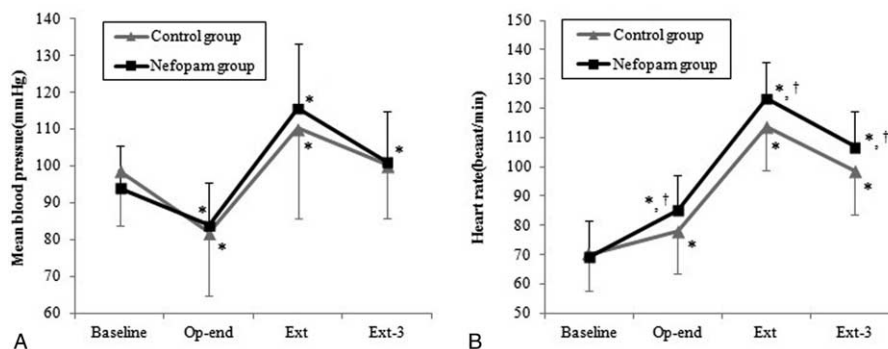 Mean blood pressue(mmHg)
140
130
120
110
100
90
80
70
60
Control group
Nefopam group
*
*
*
*
*
Baseline
Op-end
Ext
Ext-3
A
Heart rate(beaat/min)
150
140
130
120
110
100
90
80
70
60
50
Control group
Nefopam group
*, †
*
*, †
*
*, †
*
Baseline
Op-end
Ext
Ext-3
B